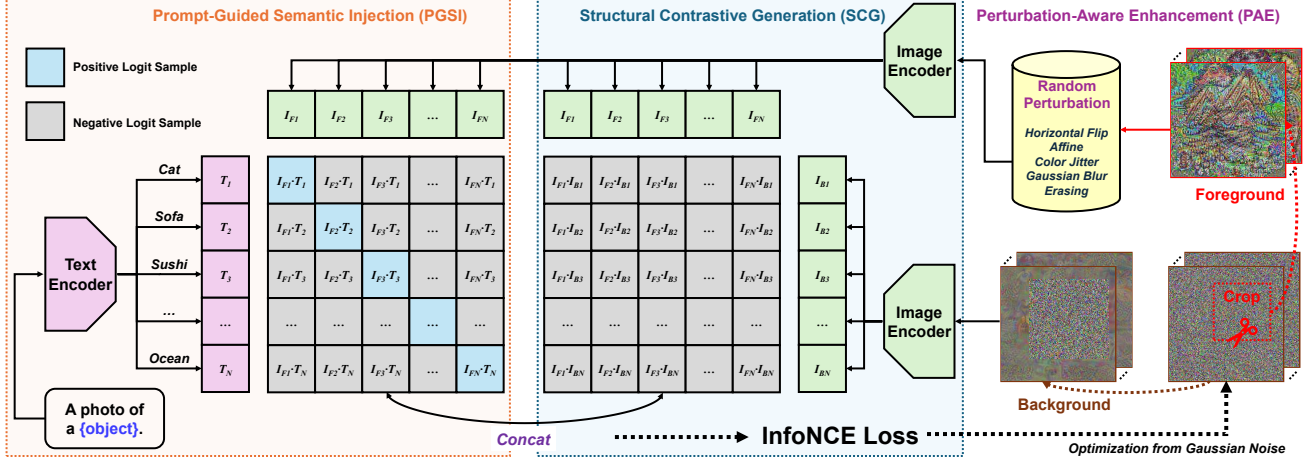 Prompt-Guided Semantic Injection (PGSI)
Structural Contrastive Generation (SCG)
Perturbation-Aware Enhancement (PAE)
Positive Logit Sample
Negative Logit Sample
I_F1 I_F2 I_F3 ... I_FN
I_F1 I_F2 I_F3 ... I_FN
Image
Encoder
Random
Perturbation
Horizontal Flip
Affine
Color Jitter
Gaussian Blur
Erasing
Foreground
Text
Encoder
Cat
Sofa
Sushi
...
Ocean
T_1
T_2
T_3
...
T_N
I_F1·T_1 I_F2·T_1 I_F3·T_1 ... I_FN·T_1
I_F1·T_2 I_F2·T_2 I_F3·T_2 ... I_FN·T_2
I_F1·T_3 I_F2·T_3 I_F3·T_3 ... I_FN·T_3
... ... ... ... ...
I_F1·T_N I_F2·T_N I_F3·T_N ... I_FN·T_N
I_F1·I_B1 I_F2·I_B1 I_F3·I_B1 ... I_FN·I_B1
I_F1·I_B2 I_F2·I_B2 I_F3·I_B2 ... I_FN·I_B2
I_F1·I_B3 I_F2·I_B3 I_F3·I_B3 ... I_FN·I_B3
... ... ... ... ...
I_F1·I_BN I_F2·I_BN I_F3·I_BN ... I_FN·I_BN
I_B1
I_B2
I_B3
...
I_BN
Image
Encoder
Crop
Background
A photo of
a {object}.
Concat
InfoNCE Loss
Optimization from Gaussian Noise